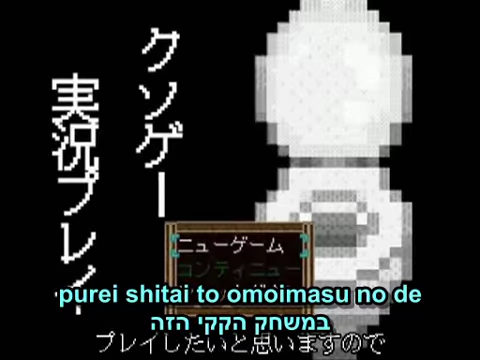 クソゲー
実況プレイ
ニューゲーム
コンティニュー
purei shitai to omoimasu no de
במשחק הקקי הזה
プレイしたいと思いますので